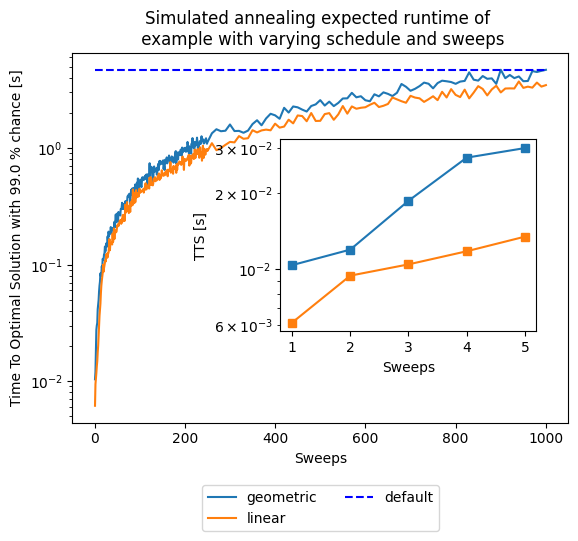 Simulated annealing expected runtime of
example with varying schedule and sweeps
Time To Optimal Solution with 99.0 % chance [s]
10⁰
10⁻¹
10⁻²
0 200 400 600 800 1000
Sweeps
TTS [s]
3 × 10⁻²
2 × 10⁻²
10⁻²
6 × 10⁻³
1 2 3 4 5
Sweeps
geometric
linear
default